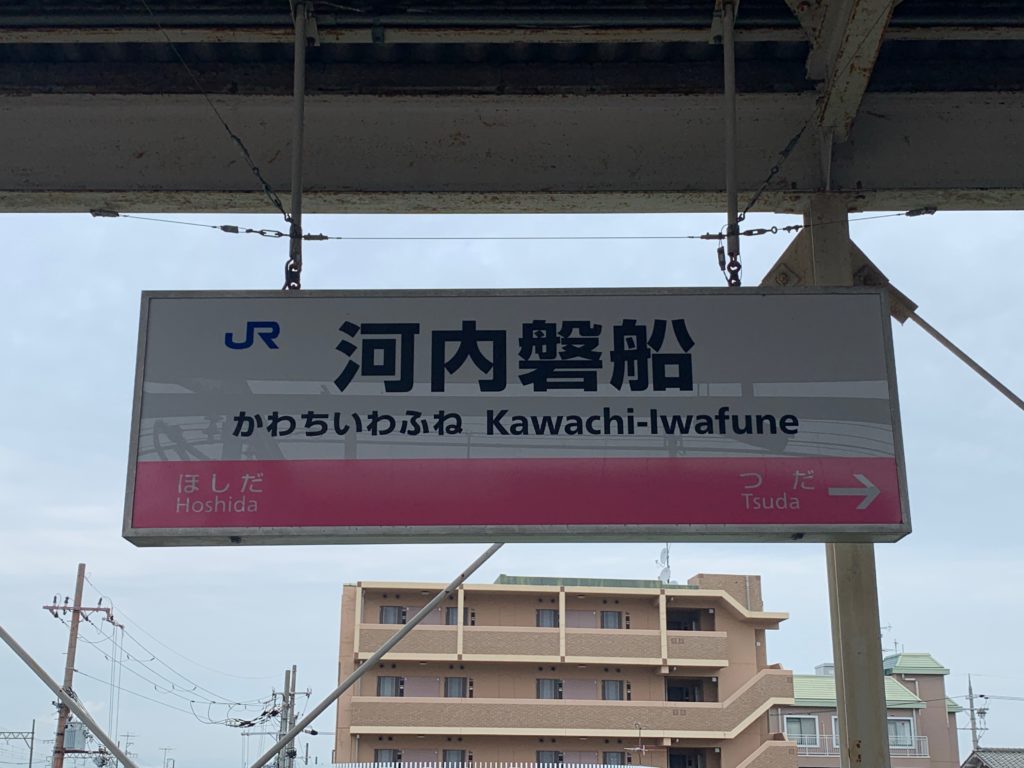 JR 河内磐船
かわちいわふね Kawachi-Iwafune
ほしだ つだ
Hoshida Tsuda →